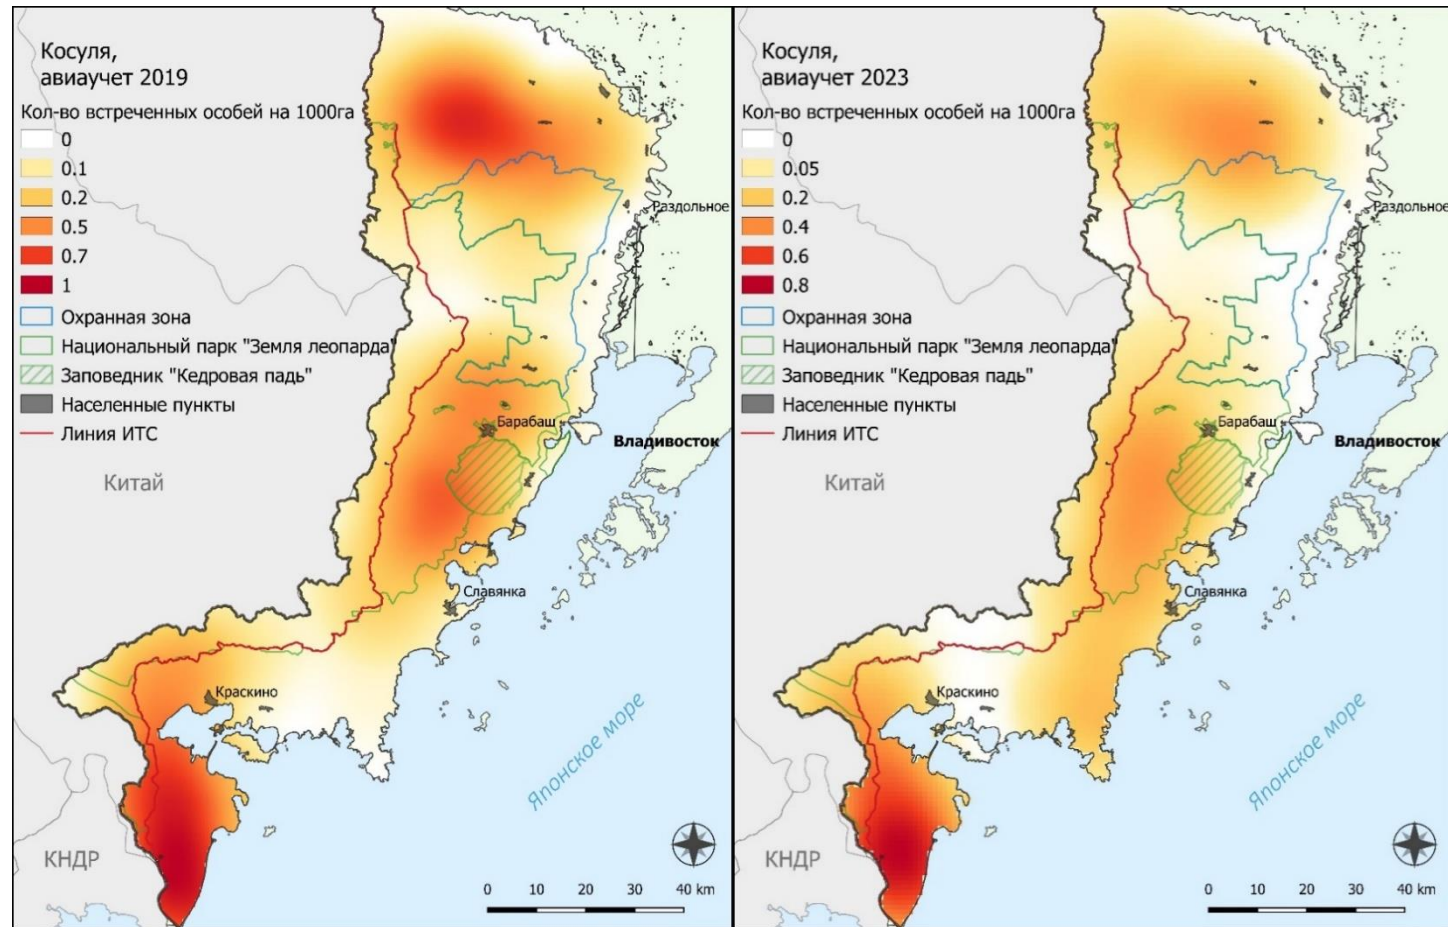 Косуля,
авиаучет 2019
Кол-во встреченных особей на 1000га
0
0.1
0.2
0.5
0.7
1
Охранная зона
Национальный парк "Земля леопарда"
Заповедник "Кедровая падь"
Населенные пункты
Линия ИТС
Китай
КНДР
Раздольное
Барабаш
Владивосток
Славянка
Краскино
Японское море
0 10 20 30 40 km
Косуля,
авиаучет 2023
Кол-во встреченных особей на 1000га
0
0.05
0.2
0.4
0.6
0.8
Охранная зона
Национальный парк "Земля леопарда"
Заповедник "Кедровая падь"
Населенные пункты
Линия ИТС
Китай
КНДР
Раздольное
Барабаш
Владивосток
Славянка
Краскино
Японское море
0 10 20 30 40 km